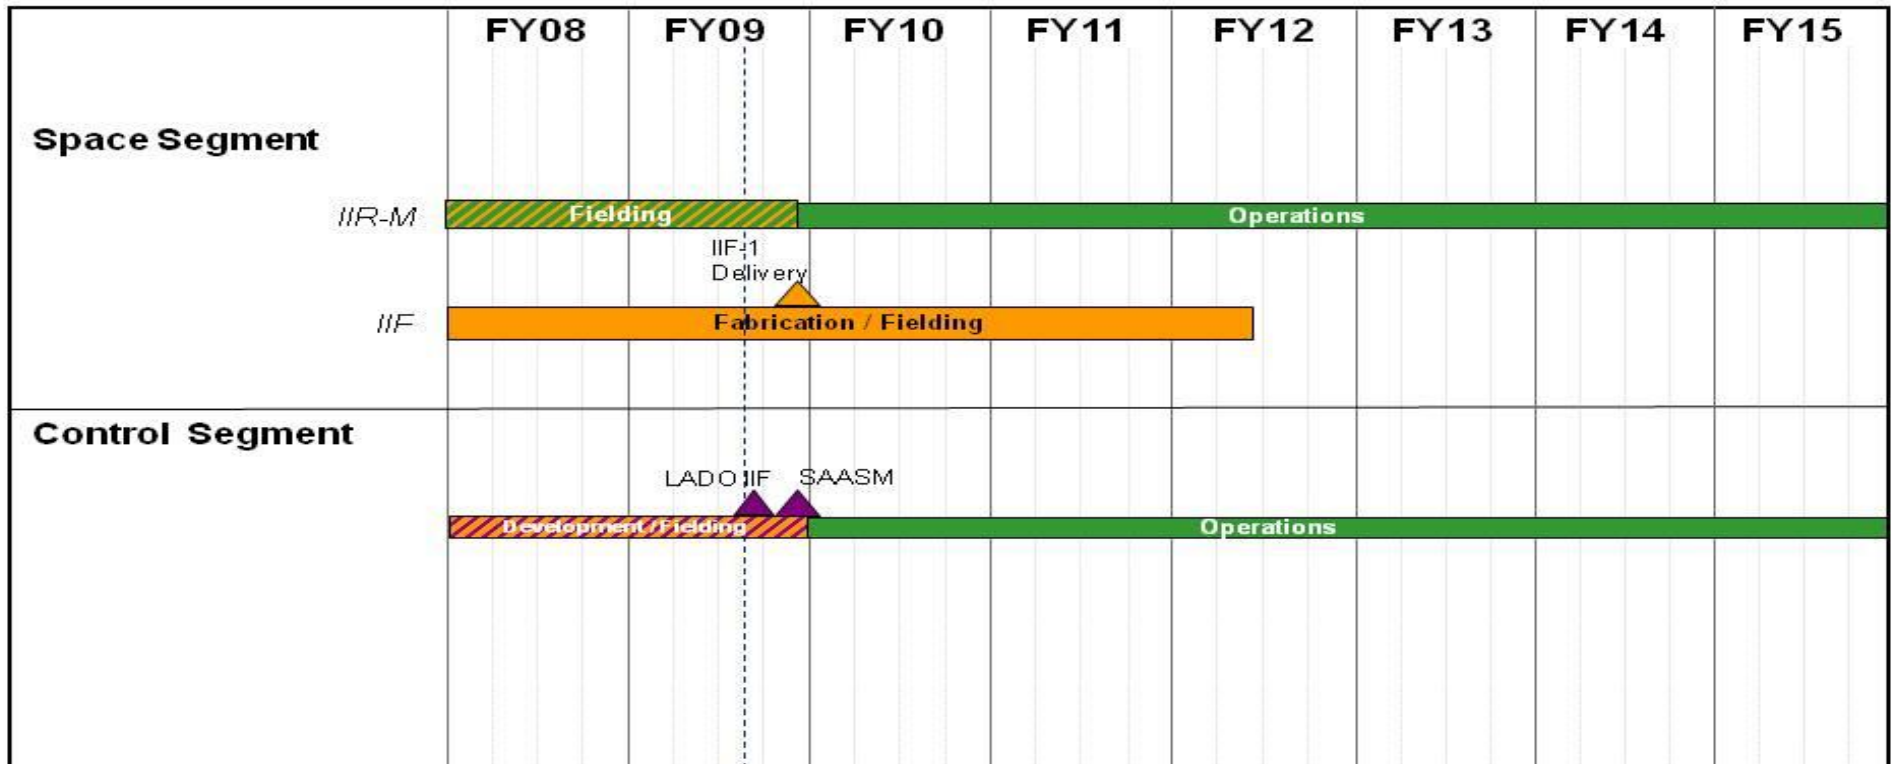 FY08 FY09 FY10 FY11 FY12 FY13 FY14 FY15
Space Segment
IIR-M Fielding Operations
IIF-1
Delivery
IIF Fabrication / Fielding
Control Segment
LADO IIF SAASM
Development / Fielding Operations